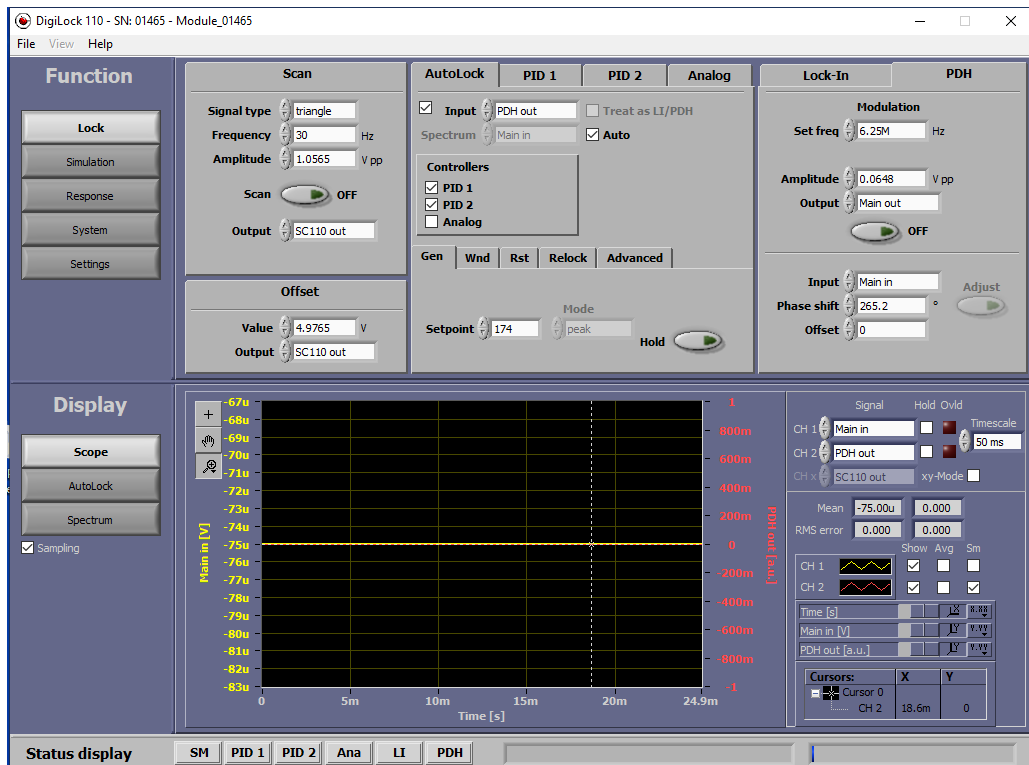 DigiLock 110 - SN: 01465 - Module_01465
File View Help
Function
Lock
Simulation
Response
System
Settings
Scan
Signal type triangle
Frequency 30 Hz
Amplitude 1.0565 V pp
Scan OFF
Output SC110 out
Offset
Value 4.9765 V
Output SC110 out
AutoLock PID 1 PID 2 Analog
Input PDH out Treat as LI/PDH
Spectrum Main in Auto
Controllers
PID 1
PID 2
Analog
Gen Wnd Rst Relock Advanced
Mode
Setpoint 174 peak
Hold
Lock-In PDH
Modulation
Set freq 6.25M Hz
Amplitude 0.0648 V pp
Output Main out
OFF
Input Main in Adjust
Phase shift 265.2 °
Offset 0
Display
Scope
AutoLock
Spectrum
Sampling
Main in [V]
-67u
-68u
-69u
-70u
-71u
-72u
-73u
-74u
-75u
-76u
-77u
-78u
-79u
-80u
-81u
-82u
-83u
0 5m 10m 15m 20m 24.9m
Time [s]
1
800m
600m
400m
200m
0
-200m
-400m
-600m
-800m
-1
PDH out [a.u.]
Signal Hold Ovld
Timescale
CH 1 Main in 50 ms
CH 2 PDH out
CH x SC110 out xy-Mode
Mean -75.00u 0.000
RMS error 0.000 0.000
Show Avg Sm
CH 1
CH 2
Time [s] X X.XX
Main in [V] Y Y.YY
PDH out [a.u.] Y Y.YY
Cursors: X Y
Cursor 0
CH 2 18.6m 0
Status display SM PID 1 PID 2 Ana LI PDH